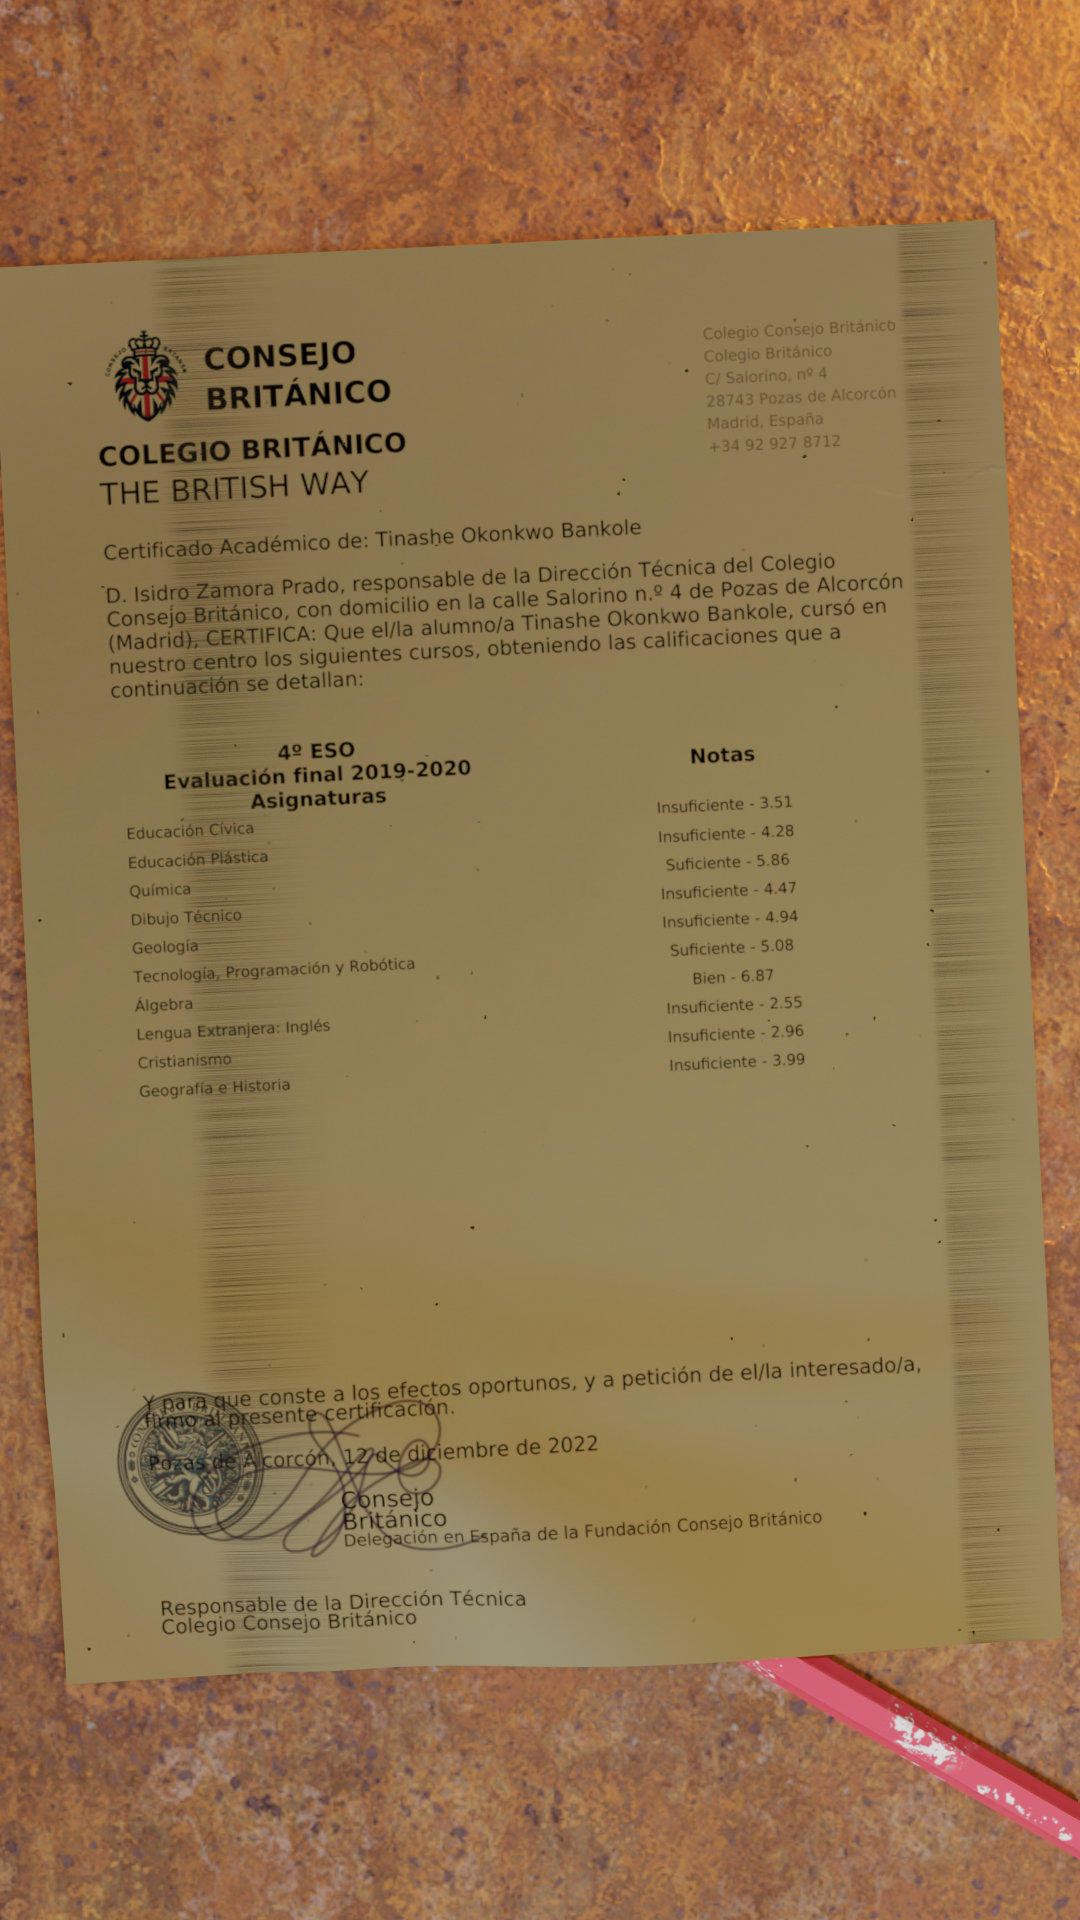 CONSEJO
BRITÁNICO
COLEGIO BRITÁNICO
THE BRITISH WAY
Colegio Consejo Británico
Colegio Británico
C/ Salorino, nº 4
28743 Pozas de Alcorcón
Madrid, España
+34 92 927 8712
Certificado Académico de: Tinashe Okonkwo Bankole
D. Isidro Zamora Prado, responsable de la Dirección Técnica del Colegio
Consejo Británico, con domicilio en la calle Salorino n.º 4 de Pozas de Alcorcón
(Madrid), CERTIFICA: Que el/la alumno/a Tinashe Okonkwo Bankole, cursó en
nuestro centro los siguientes cursos, obteniendo las calificaciones que a
continuación se detallan:
4º ESO
Evaluación final 2019-2020
Asignaturas
Notas
Educación Cívica Insuficiente - 3.51
Educación Plástica Insuficiente - 4.28
Química Suficiente - 5.86
Dibujo Técnico Insuficiente - 4.47
Geología Insuficiente - 4.94
Tecnología, Programación y Robótica Suficiente - 5.08
Álgebra Bien - 6.87
Lengua Extranjera: Inglés Insuficiente - 2.55
Cristianismo Insuficiente - 2.96
Geografía e Historia Insuficiente - 3.99
Y para que conste a los efectos oportunos, y a petición de el/la interesado/a,
firmo al presente certificación.
Pozas de Alcorcón, 12 de diciembre de 2022
Consejo
Británico
Delegación en España de la Fundación Consejo Británico
Responsable de la Dirección Técnica
Colegio Consejo Británico